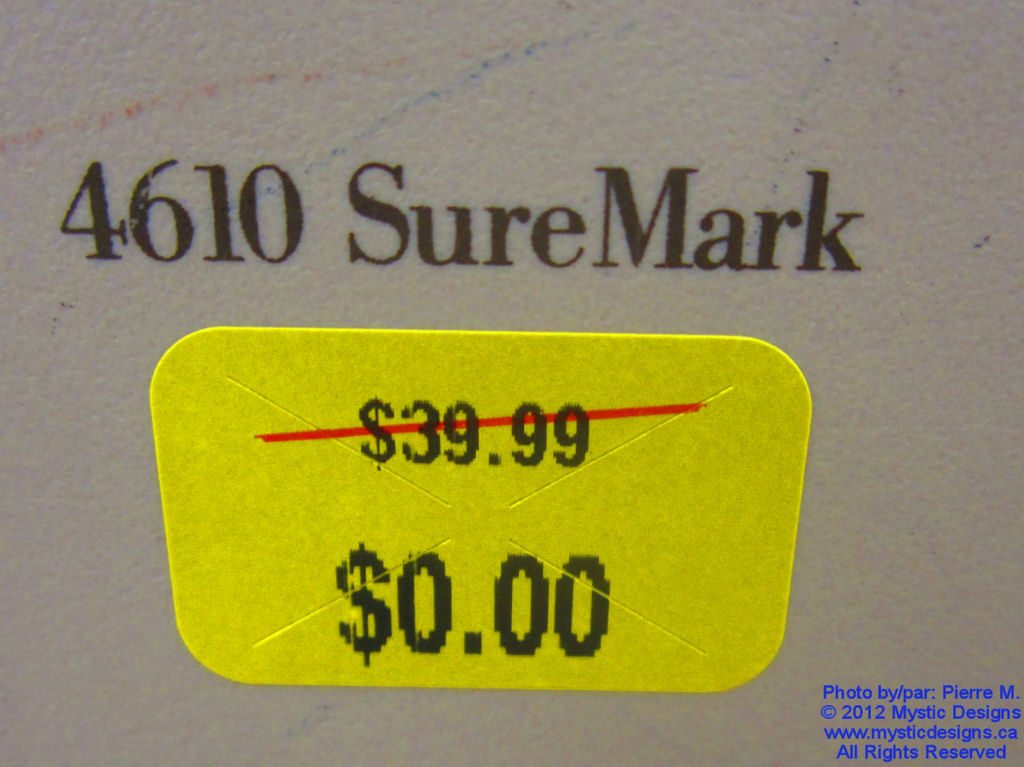 4610 SureMark
$39.99
$0.00
Photo by/par: Pierre M.
© 2012 Mystic Designs
www.mysticdesigns.ca
All Rights Reserved